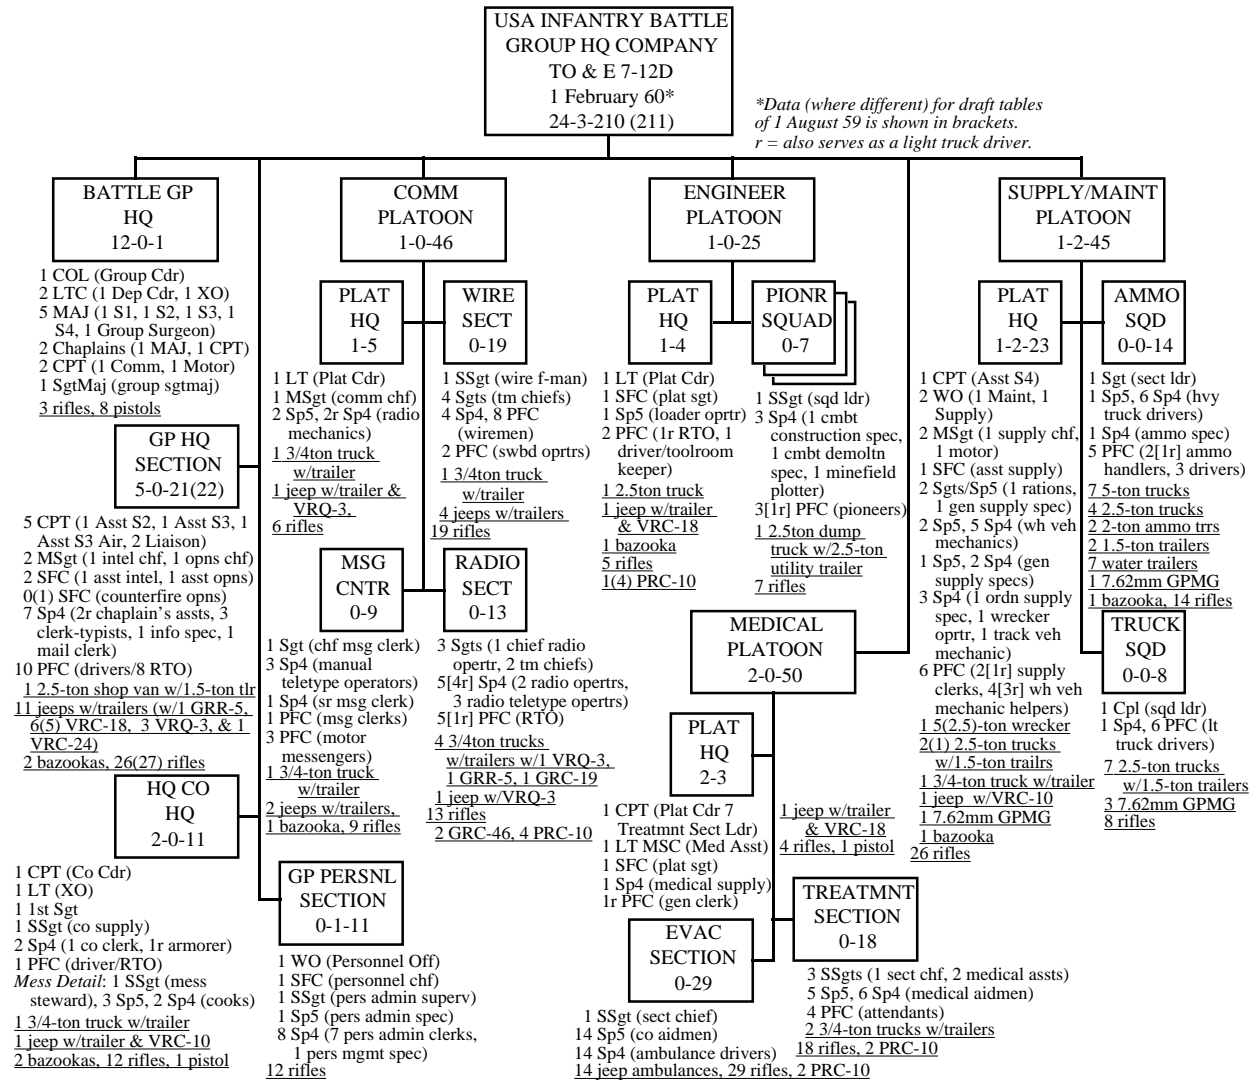 USA INFANTRY BATTLE
GROUP HQ COMPANY
TO & E 7-12D
1 February 60*
24-3-210 (211)
*Data (where different) for draft tables
of 1 August 59 is shown in brackets.
r = also serves as a light truck driver.
BATTLE GP
HQ
12-0-1
1 COL (Group Cdr)
2 LTC (1 Dep Cdr, 1 XO)
5 MAJ (1 S1, 1 S2, 1 S3, 1
S4, 1 Group Surgeon)
2 Chaplains (1 MAJ, 1 CPT)
2 CPT (1 Comm, 1 Motor)
1 SgtMaj (group sgtmaj)
3 rifles, 8 pistols
GP HQ
SECTION
5-0-21(22)
5 CPT (1 Asst S2, 1 Asst S3, 1
Asst S3 Air, 2 Liaison)
2 MSgt (1 intel chf, 1 opns chf)
2 SFC (1 asst intel, 1 asst opns)
0(1) SFC (counterfire opns)
7 Sp4 (2r chaplain's assts, 3
clerk-typists, 1 info spec, 1
mail clerk)
10 PFC (drivers/8 RTO)
1 2.5-ton shop van w/1.5-ton tlr
11 jeeps w/trailers (w/1 GRR-5,
6(5) VRC-18, 3 VRQ-3, & 1
VRC-24)
2 bazookas, 26(27) rifles
HQ CO
HQ
2-0-11
1 CPT (Co Cdr)
1 LT (XO)
1 1st Sgt
1 SSgt (co supply)
2 Sp4 (1 co clerk, 1r armorer)
1 PFC (driver/RTO)
Mess Detail: 1 SSgt (mess
steward), 3 Sp5, 2 Sp4 (cooks)
1 3/4-ton truck w/trailer
1 jeep w/trailer & VRC-10
2 bazookas, 12 rifles, 1 pistol
COMM
PLATOON
1-0-46
PLAT
HQ
1-5
1 LT (Plat Cdr)
1 MSgt (comm chf)
2 Sp5, 2r Sp4 (radio
mechanics)
1 3/4ton truck
w/trailer
1 jeep w/trailer &
VRQ-3,
6 rifles
WIRE
SECT
0-19
1 SSgt (wire f-man)
4 Sgts (tm chiefs)
4 Sp4, 8 PFC
(wiremen)
2 PFC (swbd oprtrs)
1 3/4ton truck
w/trailer
4 jeeps w/trailers
19 rifles
MSG
CNTR
0-9
1 Sgt (chf msg clerk)
3 Sp4 (manual
teletype operators)
1 Sp4 (sr msg clerk)
1 PFC (msg clerks)
3 PFC (motor
messengers)
1 3/4-ton truck
w/trailer
2 jeeps w/trailers,
1 bazooka, 9 rifles
RADIO
SECT
0-13
3 Sgts (1 chief radio
opertr, 2 tm chiefs)
5[4r] Sp4 (2 radio opertrs,
3 radio teletype opertrs)
5[1r] PFC (RTO)
4 3/4ton trucks
w/trailers w/1 VRQ-3,
1 GRR-5, 1 GRC-19
1 jeep w/VRQ-3
13 rifles
2 GRC-46, 4 PRC-10
GP PERSNL
SECTION
0-1-11
1 WO (Personnel Off)
1 SFC (personnel chf)
1 SSgt (pers admin superv)
1 Sp5 (pers admin spec)
8 Sp4 (7 pers admin clerks,
1 pers mgmt spec)
12 rifles
ENGINEER
PLATOON
1-0-25
PLAT
HQ
1-4
1 LT (Plat Cdr)
1 SFC (plat sgt)
1 Sp5 (loader oprtr)
2 PFC (1r RTO, 1
driver/toolroom
keeper)
1 2.5ton truck
1 jeep w/trailer
& VRC-18
1 bazooka
5 rifles
1(4) PRC-10
PIONR
SQUAD
0-7
1 SSgt (sqd ldr)
3 Sp4 (1 cmbt
construction spec,
1 cmbt demoltn
spec, 1 minefield
plotter)
3[1r] PFC (pioneers)
1 2.5ton dump
truck w/2.5-ton
utility trailer
7 rifles
MEDICAL
PLATOON
2-0-50
PLAT
HQ
2-3
1 CPT (Plat Cdr 7
Treatmnt Sect Ldr)
1 LT MSC (Med Asst)
1 SFC (plat sgt)
1 Sp4 (medical supply)
1r PFC (gen clerk)
1 jeep w/trailer
& VRC-18
4 rifles, 1 pistol
EVAC
SECTION
0-29
1 SSgt (sect chief)
14 Sp5 (co aidmen)
14 Sp4 (ambulance drivers)
14 jeep ambulances, 29 rifles, 2 PRC-10
TREATMNT
SECTION
0-18
3 SSgts (1 sect chf, 2 medical assts)
5 Sp5, 6 Sp4 (medical aidmen)
4 PFC (attendants)
2 3/4-ton trucks w/trailers
18 rifles, 2 PRC-10
SUPPLY/MAINT
PLATOON
1-2-45
PLAT
HQ
1-2-23
1 CPT (Asst S4)
2 WO (1 Maint, 1
Supply)
2 MSgt (1 supply chf,
1 motor)
1 SFC (asst supply)
2 Sgts/Sp5 (1 rations,
1 gen supply spec)
2 Sp5, 5 Sp4 (wh veh
mechanics)
1 Sp5, 2 Sp4 (gen
supply specs)
3 Sp4 (1 ordn supply
spec, 1 wrecker
oprtr, 1 track veh
mechanic)
6 PFC (2[1r] supply
clerks, 4[3r] wh veh
mechanic helpers)
1 5(2.5)-ton wrecker
2(1) 2.5-ton trucks
w/1.5-ton trailrs
1 3/4-ton truck w/trailer
1 jeep w/VRC-10
1 7.62mm GPMG
1 bazooka
26 rifles
AMMO
SQD
0-0-14
1 Sgt (sect ldr)
1 Sp5, 6 Sp4 (hvy
truck drivers)
1 Sp4 (ammo spec)
5 PFC (2[1r] ammo
handlers, 3 drivers)
7 5-ton trucks
4 2.5-ton trucks
2 2-ton ammo trrs
2 1.5-ton trailers
7 water trailers
1 7.62mm GPMG
1 bazooka, 14 rifles
TRUCK
SQD
0-0-8
1 Cpl (sqd ldr)
1 Sp4, 6 PFC (lt
truck drivers)
7 2.5-ton trucks
w/1.5-ton trailers
3 7.62mm GPMG
8 rifles